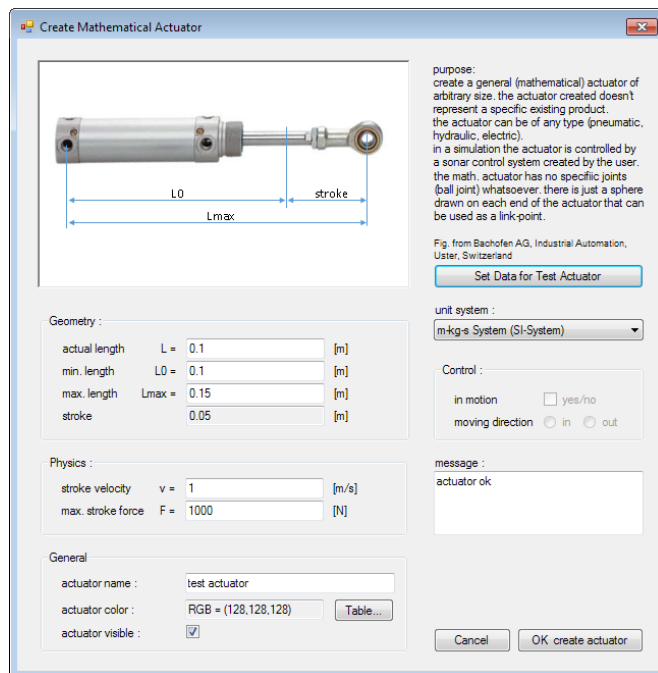 Create Mathematical Actuator
L0
stroke
Lmax
purpose:
create a general (mathematical) actuator of
arbitrary size. the actuator created doesn't
represent a specific existing product.
the actuator can be of any type (pneumatic,
hydraulic, electric).
in a simulation the actuator is controlled by
a sonar control system created by the user.
the math. actuator has no specific joints
(ball joint) whatsoever. there is just a sphere
drawn on each end of the actuator that can
be used as a link-point.
Fig. from Bachofen AG, Industrial Automation,
Uster, Switzerland
Set Data for Test Actuator
unit system :
m-kg-s System (SI-System)
Geometry :
actual length L = 0.1 [m]
min. length L0 = 0.1 [m]
max. length Lmax = 0.15 [m]
stroke 0.05 [m]
Control :
in motion yes/no
moving direction in out
Physics :
stroke velocity v = 1 [m/s]
max. stroke force F = 1000 [N]
message :
actuator ok
General
actuator name : test actuator
actuator color : RGB = (128,128,128) Table...
actuator visible :
Cancel OK create actuator